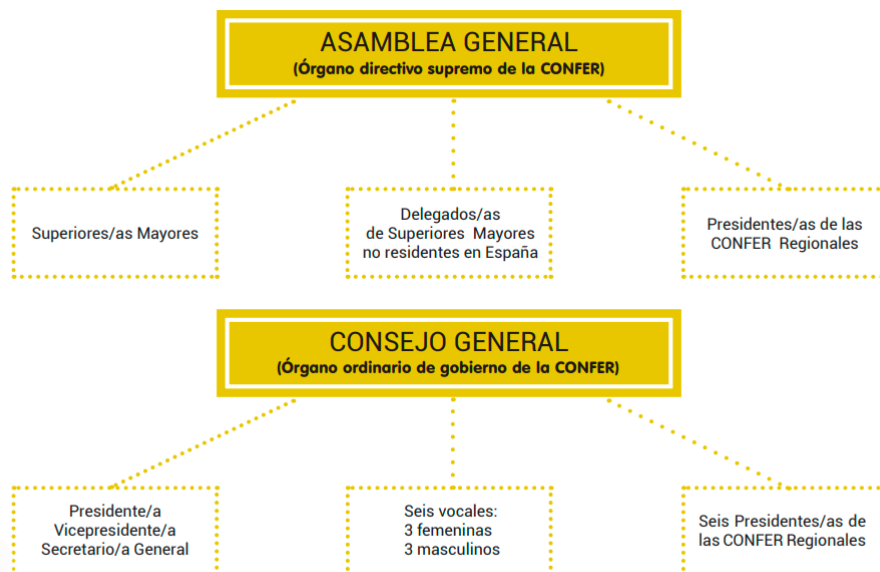 ASAMBLEA GENERAL
(Órgano directivo supremo de la CONFER)
Superiores/as Mayores
Delegados/as
de Superiores Mayores
no residentes en España
Presidentes/as de las
CONFER Regionales
CONSEJO GENERAL
(Órgano ordinario de gobierno de la CONFER)
Presidente/a
Vicepresidente/a
Secretario/a General
Seis vocales:
3 femeninas
3 masculinos
Seis Presidentes/as de
las CONFER Regionales